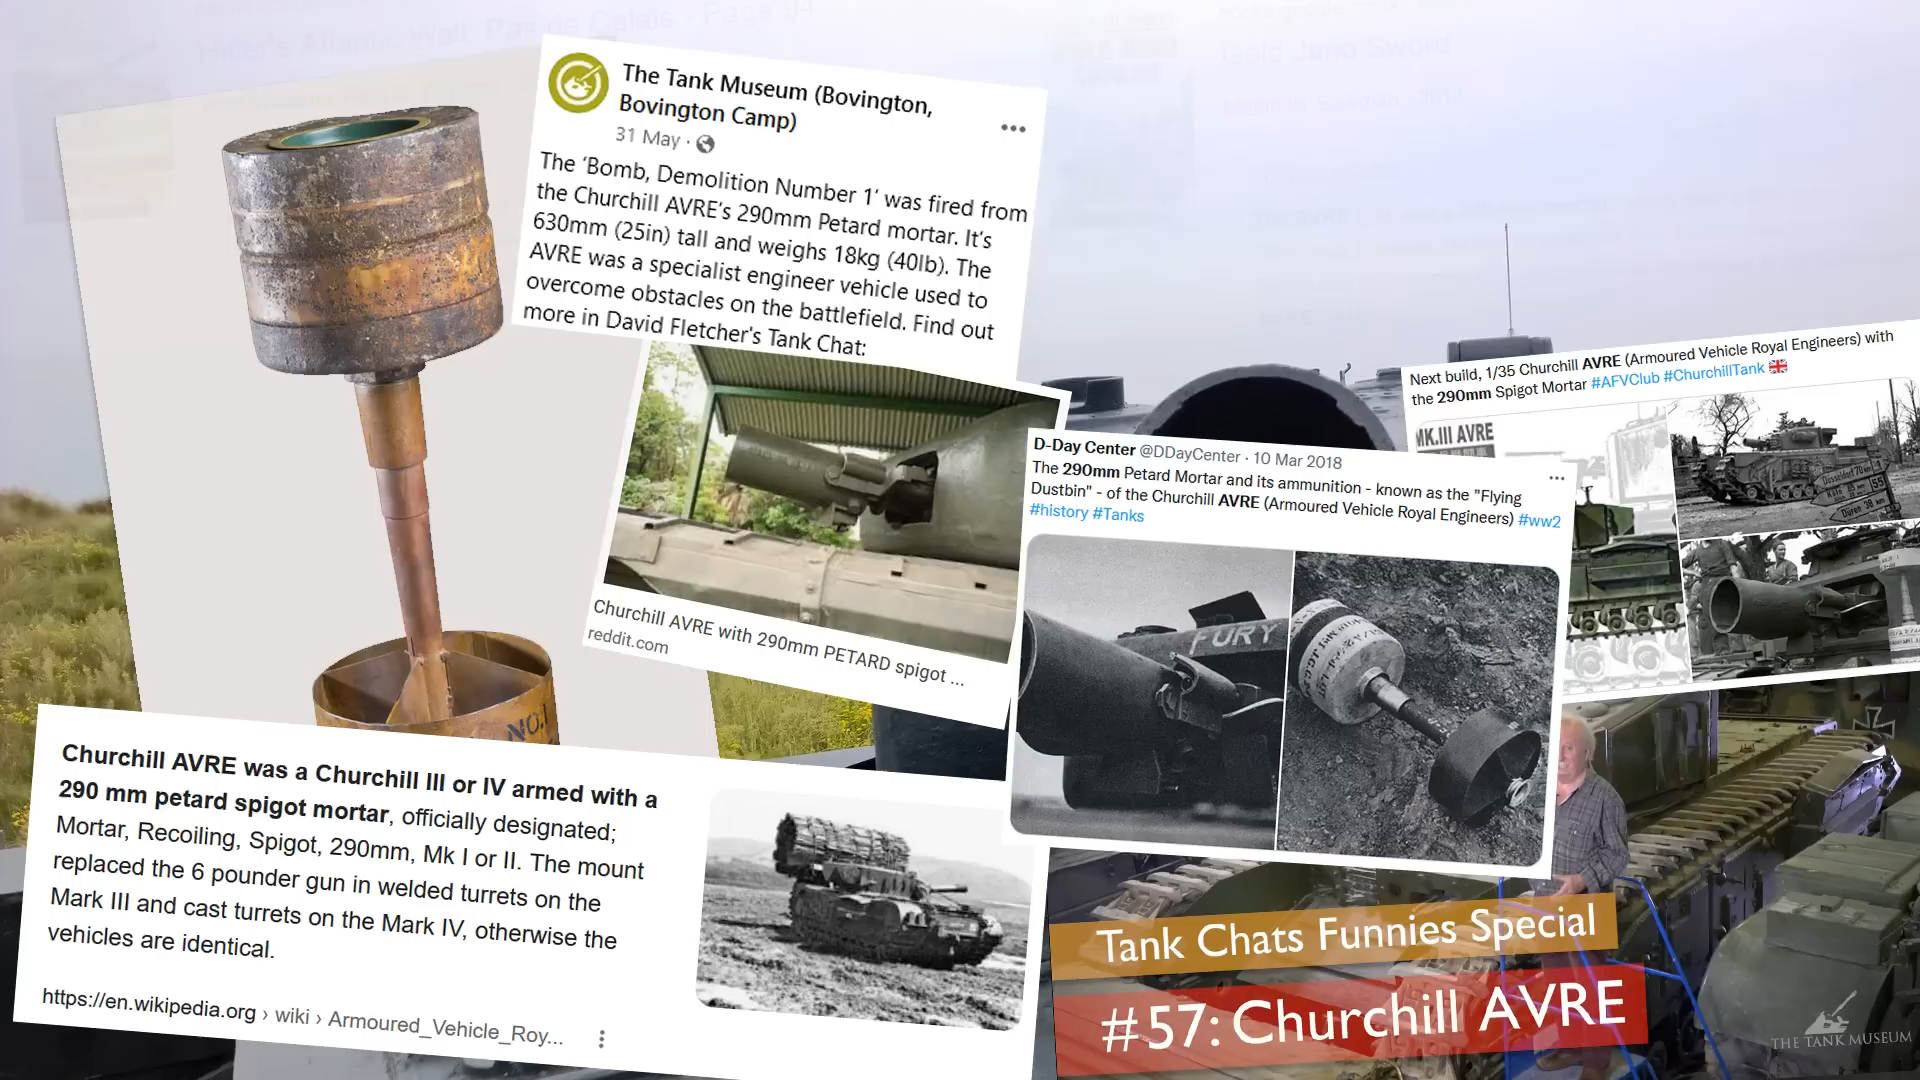 The Tank Museum (Bovington,
Bovington Camp)
31 May ·
The ‘Bomb, Demolition Number 1’ was fired from
the Churchill AVRE’s 290mm Petard mortar. It’s
630mm (25in) tall and weighs 18kg (40lb). The
AVRE was a specialist engineer vehicle used to
overcome obstacles on the battlefield. Find out
more in David Fletcher's Tank Chat:
NO.1
Churchill AVRE with 290mm PETARD spigot ...
reddit.com
Next build, 1/35 Churchill AVRE (Armoured Vehicle Royal Engineers) with
the 290mm Spigot Mortar #AFVClub #ChurchillTank
MK.III AVRE
Düsseldorf 70 km
55
Düren 38 km
D-Day Center @DDayCenter · 10 Mar 2018
The 290mm Petard Mortar and its ammunition - known as the "Flying
Dustbin" - of the Churchill AVRE (Armoured Vehicle Royal Engineers) #ww2
#history #Tanks
FURY
Churchill AVRE was a Churchill III or IV armed with a
290 mm petard spigot mortar, officially designated;
Mortar, Recoiling, Spigot, 290mm, Mk I or II. The mount
replaced the 6 pounder gun in welded turrets on the
Mark III and cast turrets on the Mark IV, otherwise the
vehicles are identical.
https://en.wikipedia.org › wiki › Armoured_Vehicle_Roy...
Tank Chats Funnies Special
#57: Churchill AVRE
THE TANK MUSEUM